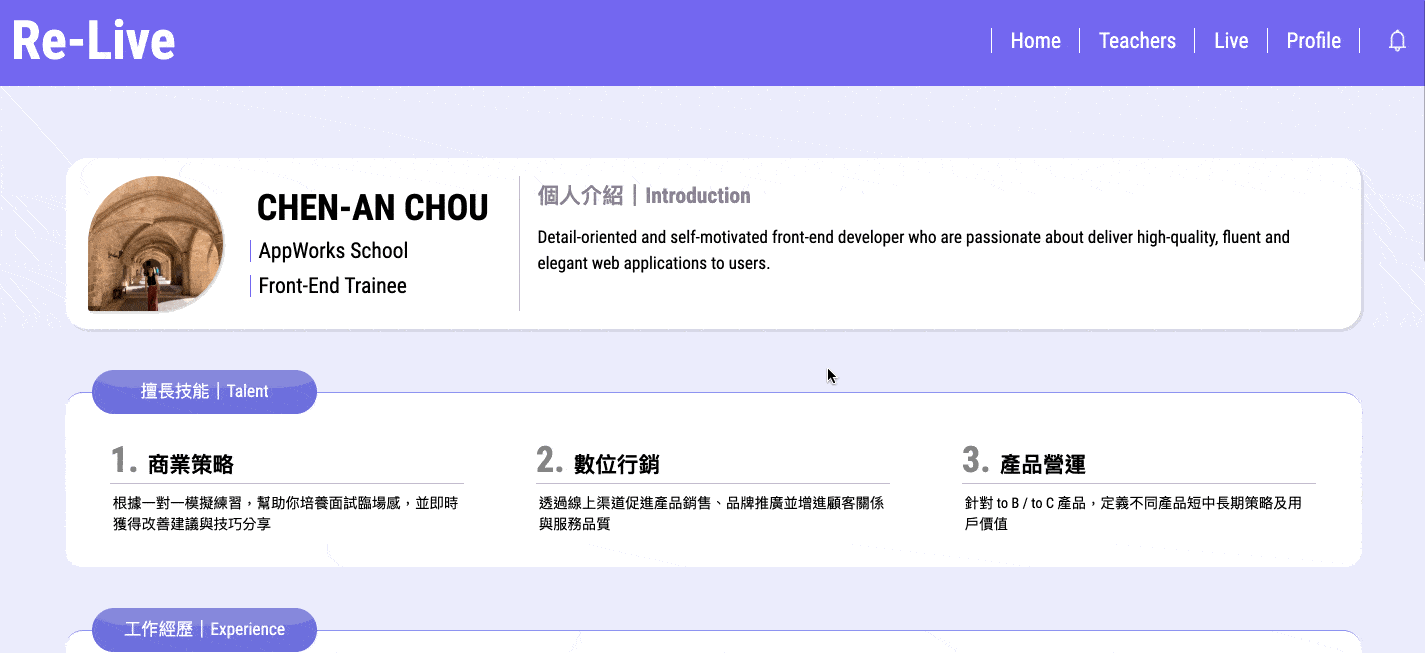 Re-Live
Home
Teachers
Live
Profile
CHEN-AN CHOU
AppWorks School
Front-End Trainee
個人介紹｜Introduction
Detail-oriented and self-motivated front-end developer who are passionate about deliver high-quality, fluent and
elegant web applications to users.
擅長技能｜Talent
1. 商業策略
根據一對一模擬練習，幫助你培養面試臨場感，並即時
獲得改善建議與技巧分享
2. 數位行銷
透過線上渠道促進產品銷售、品牌推廣並增進顧客關係
與服務品質
3. 產品營運
針對 to B / to C 產品，定義不同產品短中長期策略及用
戶價值
工作經歷｜Experience